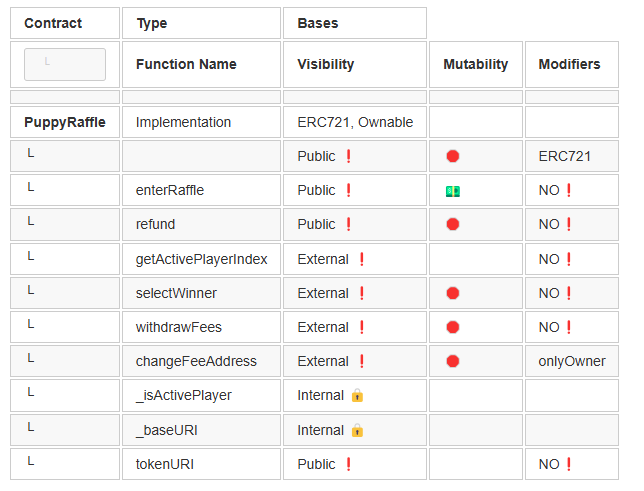 Contract Type Bases
└ Function Name Visibility Mutability Modifiers
PuppyRaffle Implementation ERC721, Ownable
└ Public ❗ 🛑 ERC721
└ enterRaffle Public ❗ 💵 NO❗
└ refund Public ❗ 🛑 NO❗
└ getActivePlayerIndex External ❗ NO❗
└ selectWinner External ❗ 🛑 NO❗
└ withdrawFees External ❗ 🛑 NO❗
└ changeFeeAddress External ❗ 🛑 onlyOwner
└ _isActivePlayer Internal 🔒
└ _baseURI Internal 🔒
└ tokenURI Public ❗ NO❗